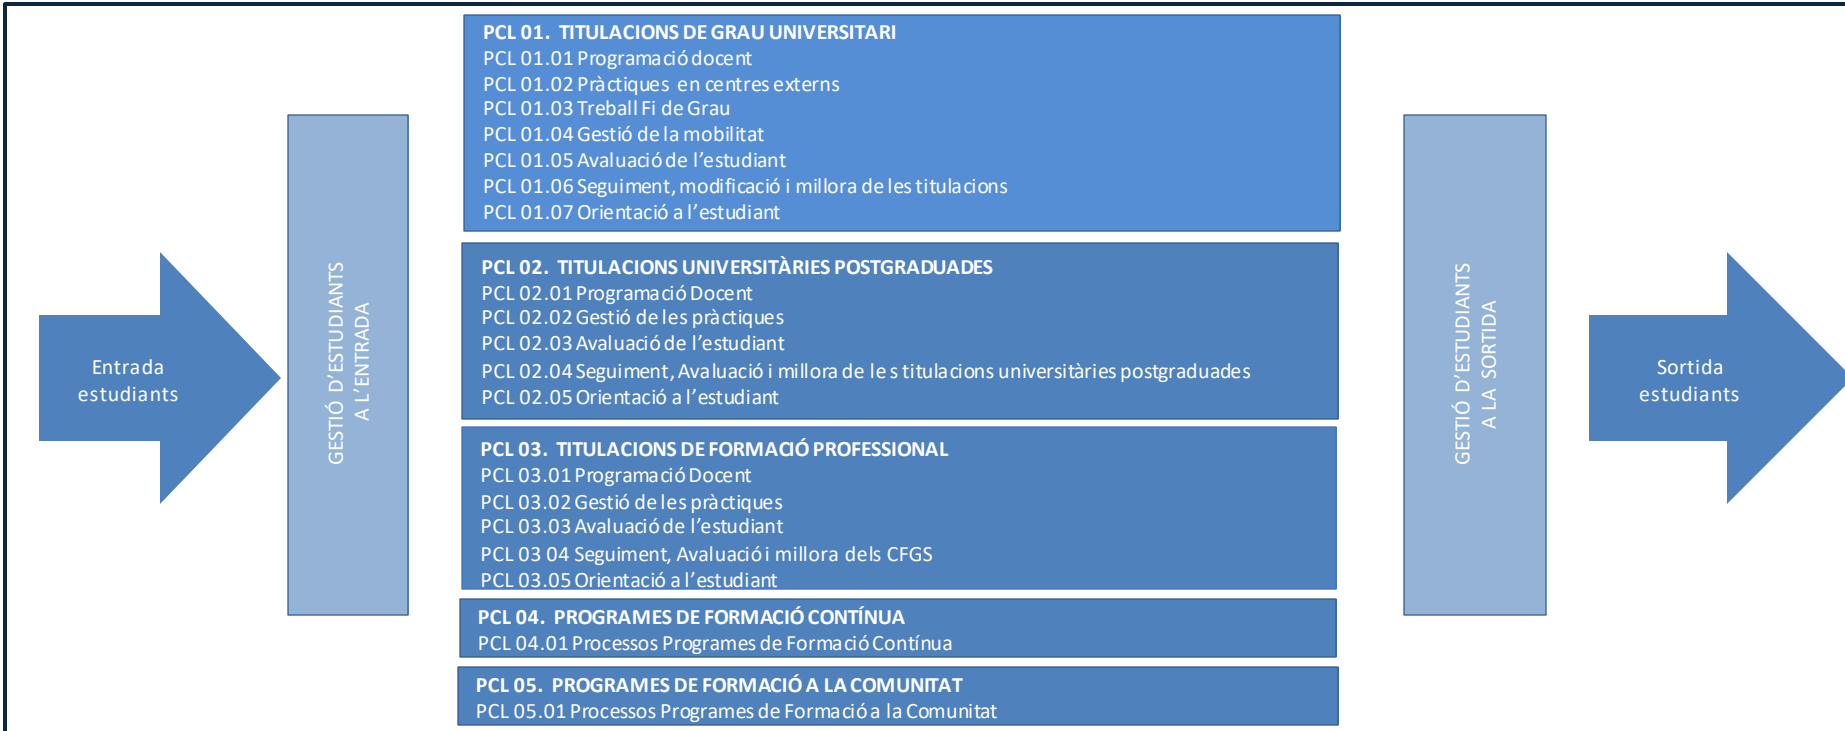 Entrada
estudiants
GESTIÓ D'ESTUDIANTS
A L'ENTRADA
PCL 01. TITULACIONS DE GRAU UNIVERSITARI
PCL 01.01 Programació docent
PCL 01.02 Pràctiques en centres externs
PCL 01.03 Treball Fi de Grau
PCL 01.04 Gestió de la mobilitat
PCL 01.05 Avaluació de l'estudiant
PCL 01.06 Seguiment, modificació i millora de les titulacions
PCL 01.07 Orientació a l'estudiant
PCL 02. TITULACIONS UNIVERSITÀRIES POSTGRADUADES
PCL 02.01 Programació Docent
PCL 02.02 Gestió de les pràctiques
PCL 02.03 Avaluació de l'estudiant
PCL 02.04 Seguiment, Avaluació i millora de le s titulacions universitàries postgraduades
PCL 02.05 Orientació a l'estudiant
PCL 03. TITULACIONS DE FORMACIÓ PROFESSIONAL
PCL 03.01 Programació Docent
PCL 03.02 Gestió de les pràctiques
PCL 03.03 Avaluació de l'estudiant
PCL 03 04 Seguiment, Avaluació i millora dels CFGS
PCL 03.05 Orientació a l'estudiant
PCL 04. PROGRAMES DE FORMACIÓ CONTÍNUA
PCL 04.01 Processos Programes de Formació Contínua
PCL 05. PROGRAMES DE FORMACIÓ A LA COMUNITAT
PCL 05.01 Processos Programes de Formació a la Comunitat
GESTIÓ D'ESTUDIANTS
A LA SORTIDA
Sortida
estudiants